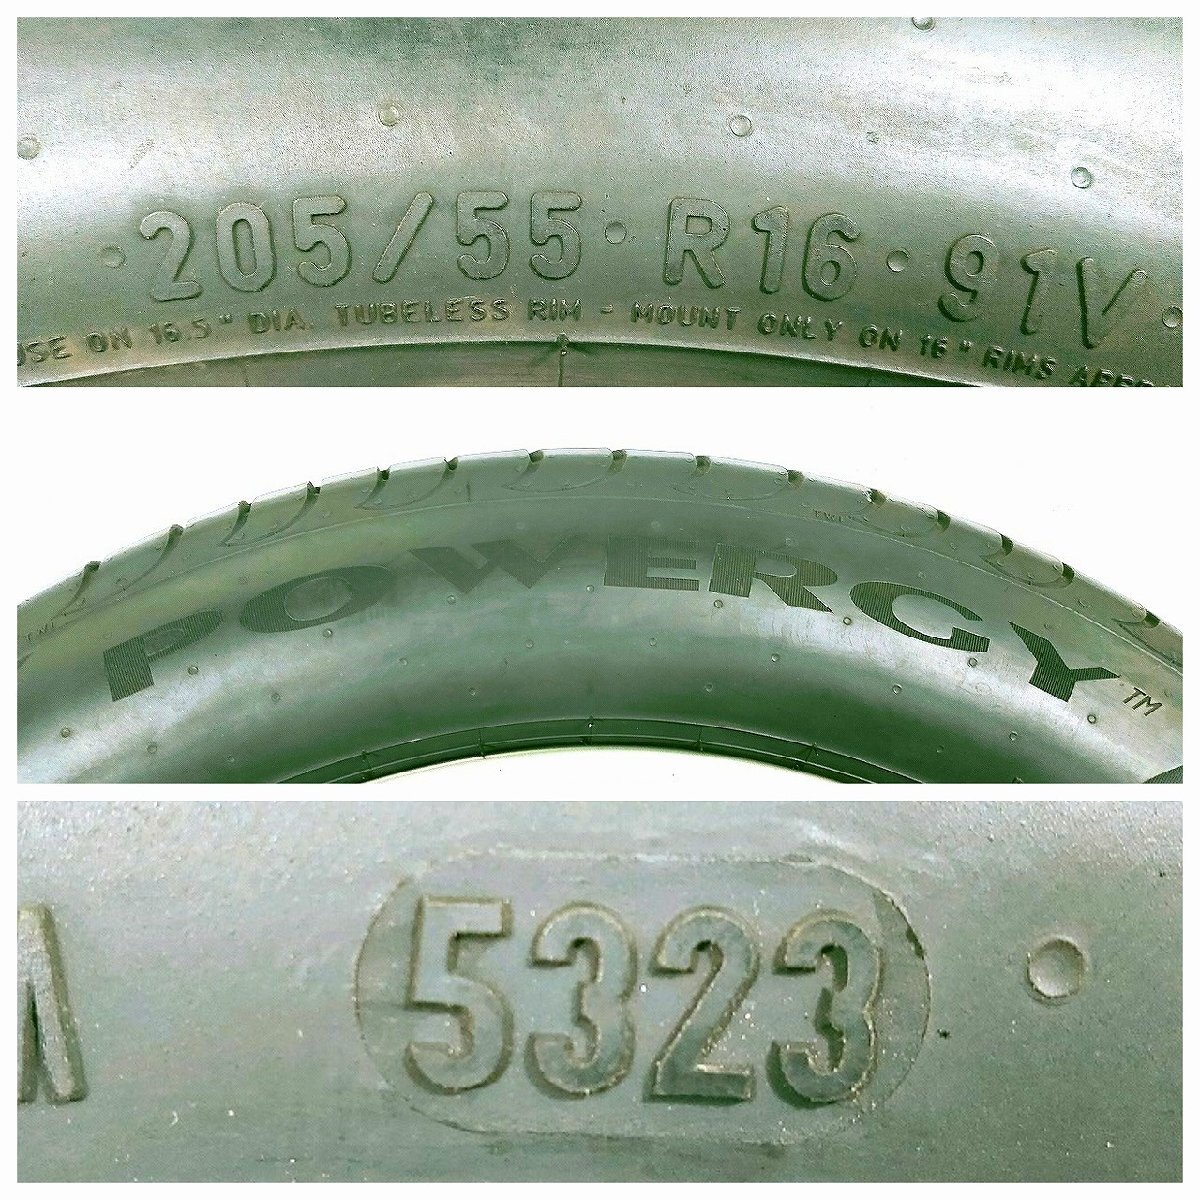 205/55 R16 91V
USE ON 16.5" DIA. TUBELESS RIM - MOUNT ONLY ON 16" RIMS
POWERGY™
5323